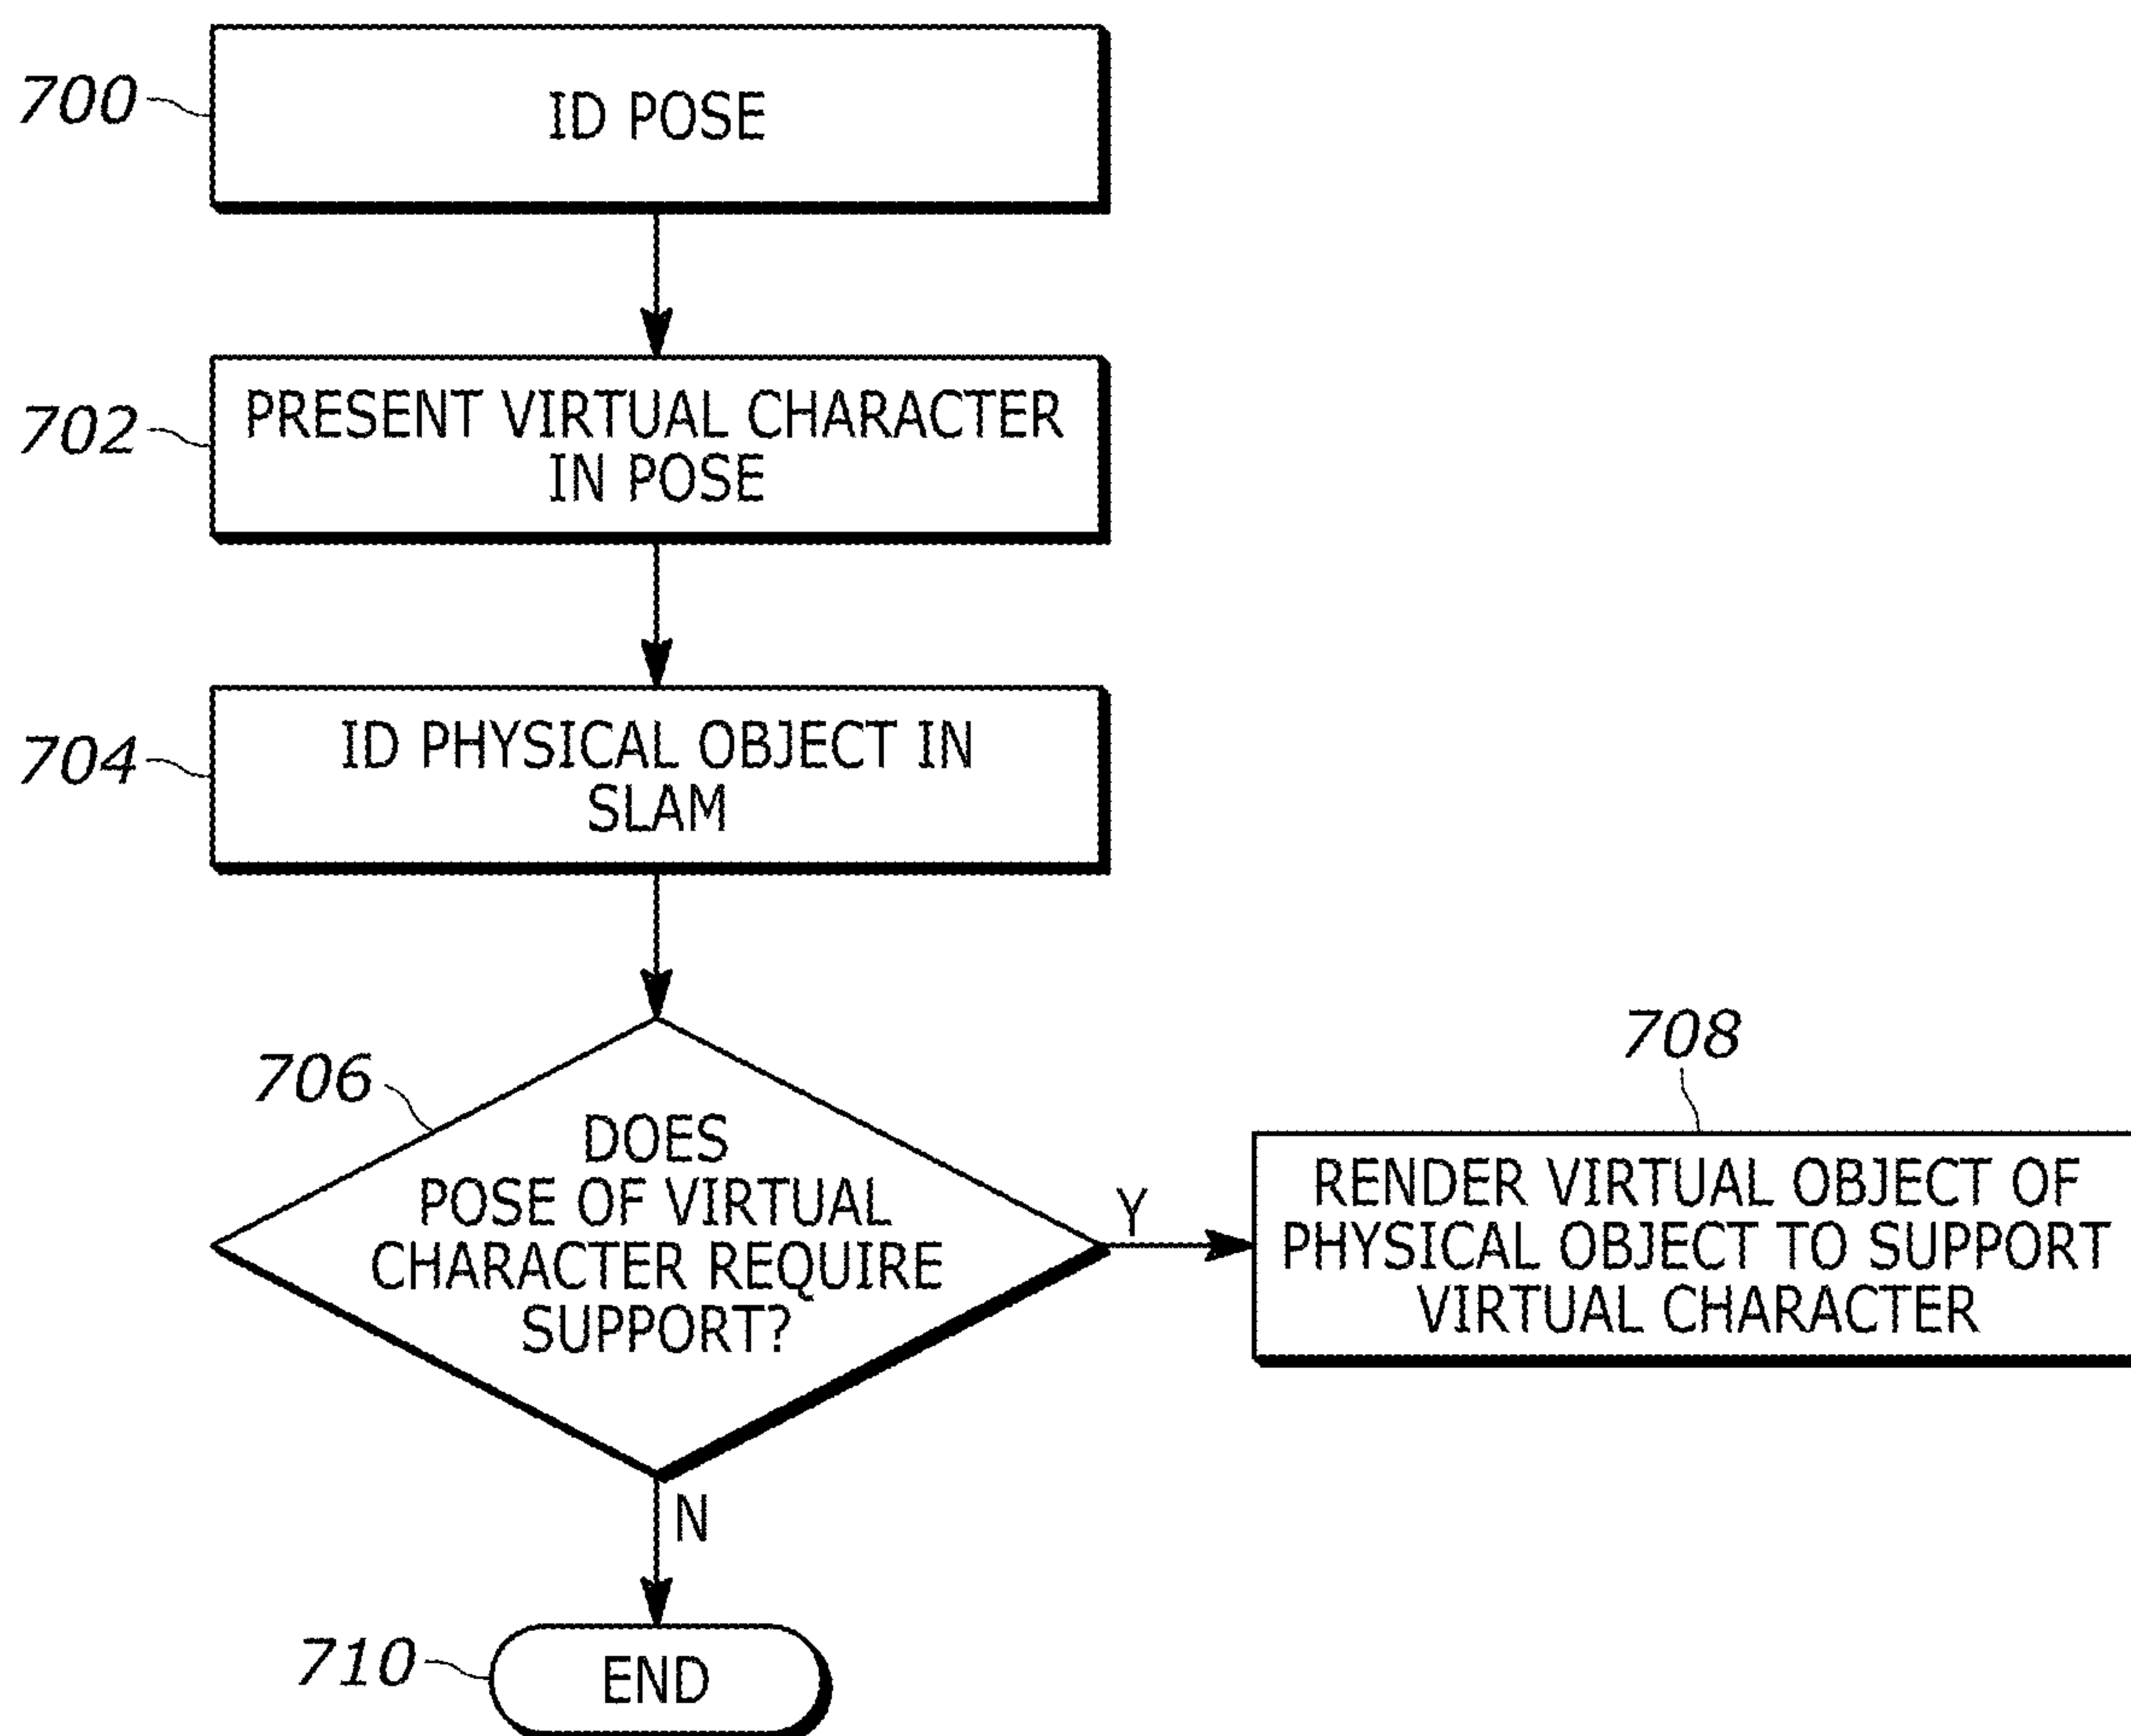 700
ID POSE
702
PRESENT VIRTUAL CHARACTER
IN POSE
704
ID PHYSICAL OBJECT IN
SLAM
706
DOES
POSE OF VIRTUAL
CHARACTER REQUIRE
SUPPORT?
Y
708
RENDER VIRTUAL OBJECT OF
PHYSICAL OBJECT TO SUPPORT
VIRTUAL CHARACTER
N
710
END